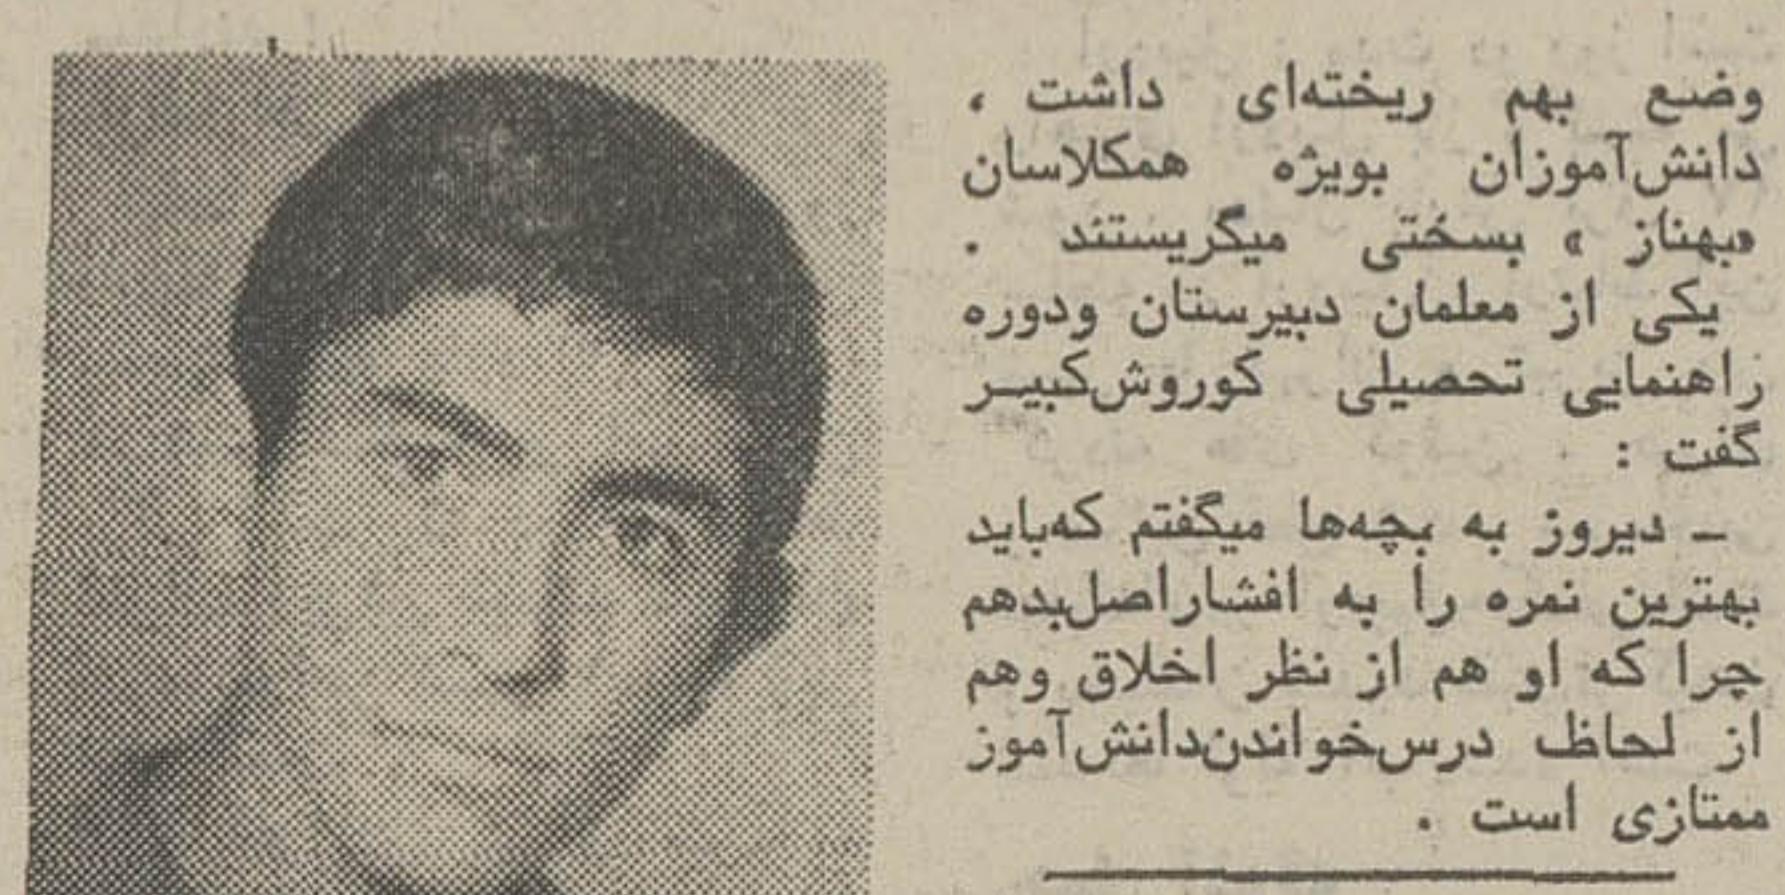 وضع بهم ریخته‌ای داشت ،
دانش‌آموزان بویژه همکلاسان
«بهناز » بسختی میگریستند .
یکی از معلمان دبیرستان ودوره
راهنمایی تحصیلی کوروش‌کبیـر
گفت :
ـ دیروز به بچه‌ها میگفتم که‌باید
بهترین نمره را به افشاراصل‌بدهم
چرا که او هم از نظر اخلاق وهم
از لحاظ درس‌خواندن‌دانش‌آموز
ممتازی است .